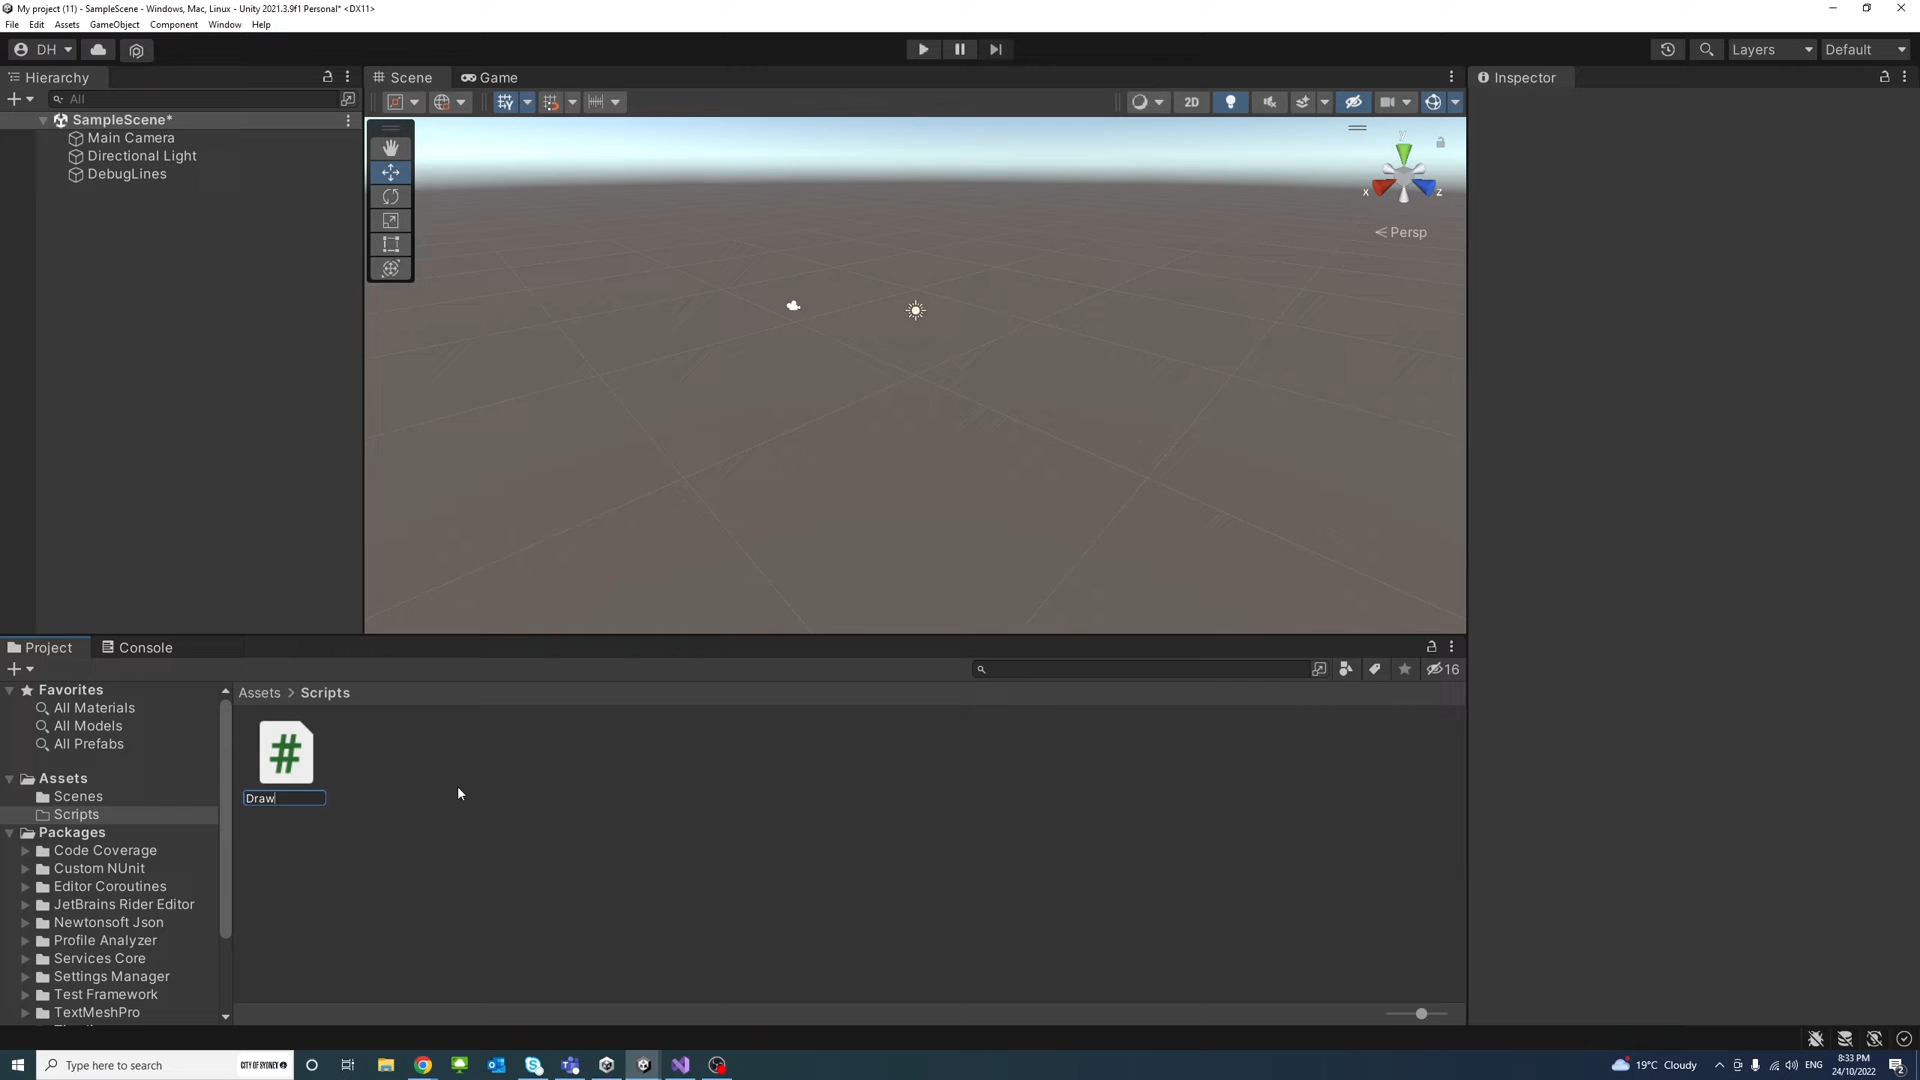 My project (11) - SampleScene - Windows, Mac, Linux - Unity 2021.3.9f1 Personal* <DX11>
File Edit Assets GameObject Component Window Help
DH
Layers
Default
Hierarchy
Scene
Game
Inspector
All
2D
SampleScene*
Main Camera
Directional Light
DebugLines
y
x
z
Persp
Project
Console
16
Favorites
All Materials
All Models
All Prefabs
Assets
Scenes
Scripts
Packages
Code Coverage
Custom NUnit
Editor Coroutines
JetBrains Rider Editor
Newtonsoft Json
Profile Analyzer
Services Core
Settings Manager
Test Framework
TextMeshPro
Assets > Scripts
#
Draw
Type here to search
CITY OF SYDNEY
19°C Cloudy
ENG
8:33 PM
24/10/2022
2